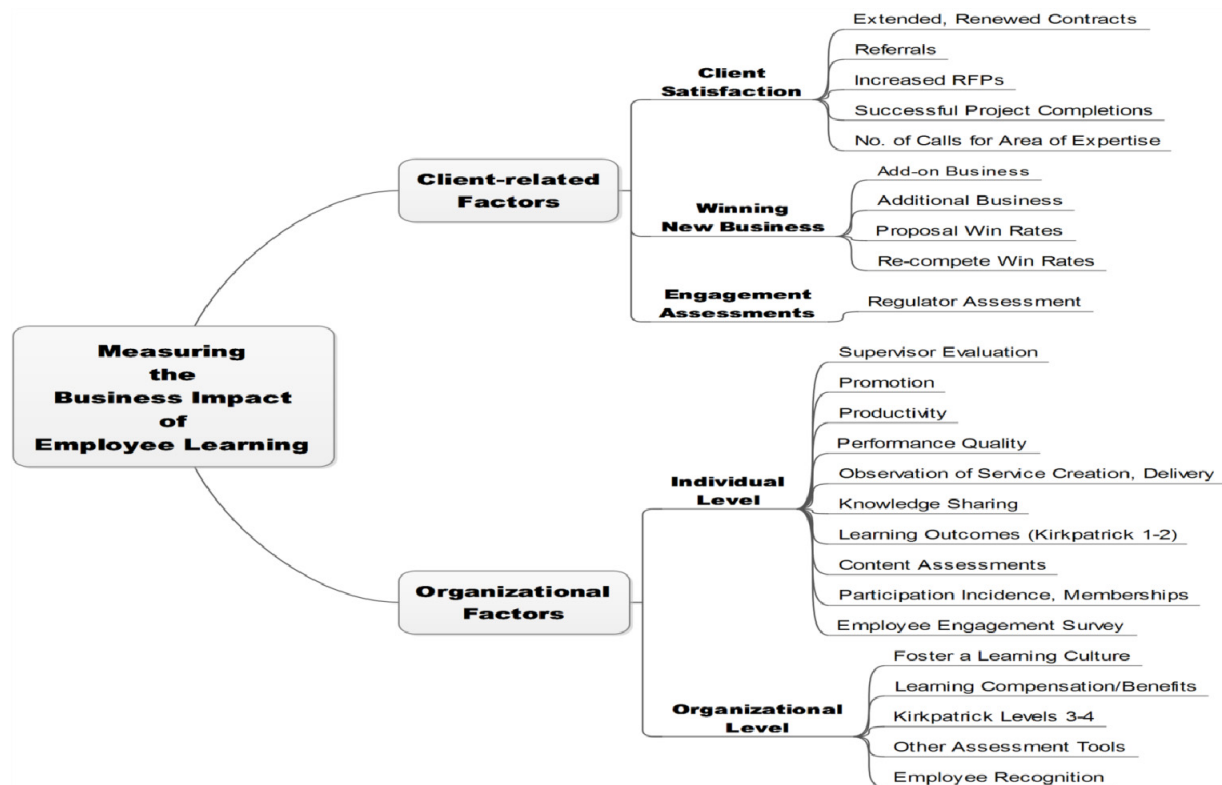 Measuring
the
Business Impact
of
Employee Learning
Client-related
Factors
Client
Satisfaction
Extended, Renewed Contracts
Referrals
Increased RFPs
Successful Project Completions
No. of Calls for Area of Expertise
Winning
New Business
Add-on Business
Additional Business
Proposal Win Rates
Re-compete Win Rates
Engagement
Assessments
Regulator Assessment
Organizational
Factors
Individual
Level
Supervisor Evaluation
Promotion
Productivity
Performance Quality
Observation of Service Creation, Delivery
Knowledge Sharing
Learning Outcomes (Kirkpatrick 1-2)
Content Assessments
Participation Incidence, Memberships
Employee Engagement Survey
Organizational
Level
Foster a Learning Culture
Learning Compensation/Benefits
Kirkpatrick Levels 3-4
Other Assessment Tools
Employee Recognition